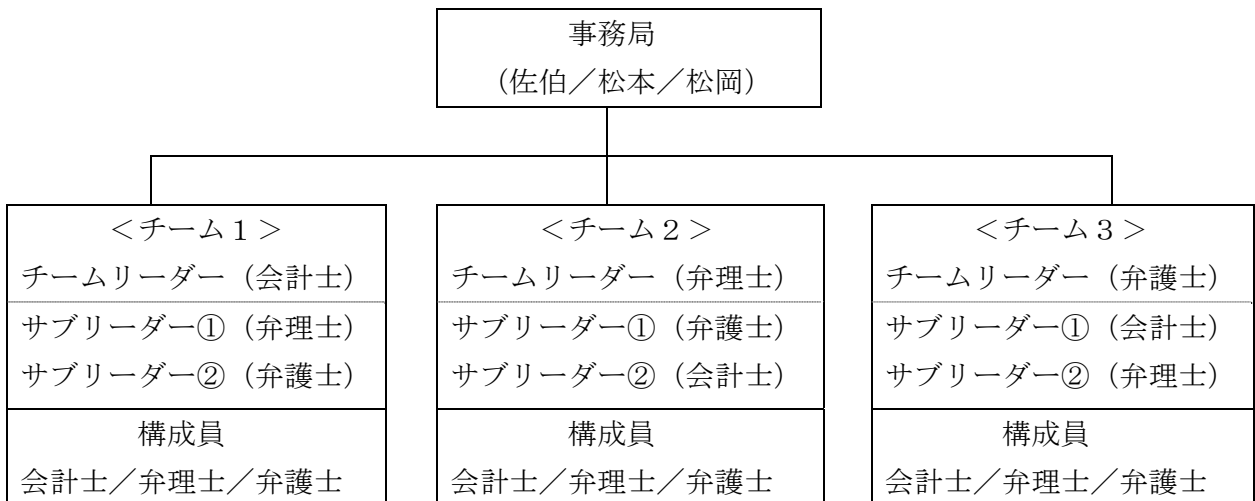 事務局
（佐伯／松本／松岡）
＜チーム１＞
チームリーダー（会計士）
サブリーダー①（弁理士）
サブリーダー②（弁護士）
構成員
会計士／弁理士／弁護士
＜チーム２＞
チームリーダー（弁理士）
サブリーダー①（弁護士）
サブリーダー②（会計士）
構成員
会計士／弁理士／弁護士
＜チーム３＞
チームリーダー（弁護士）
サブリーダー①（会計士）
サブリーダー②（弁理士）
構成員
会計士／弁理士／弁護士